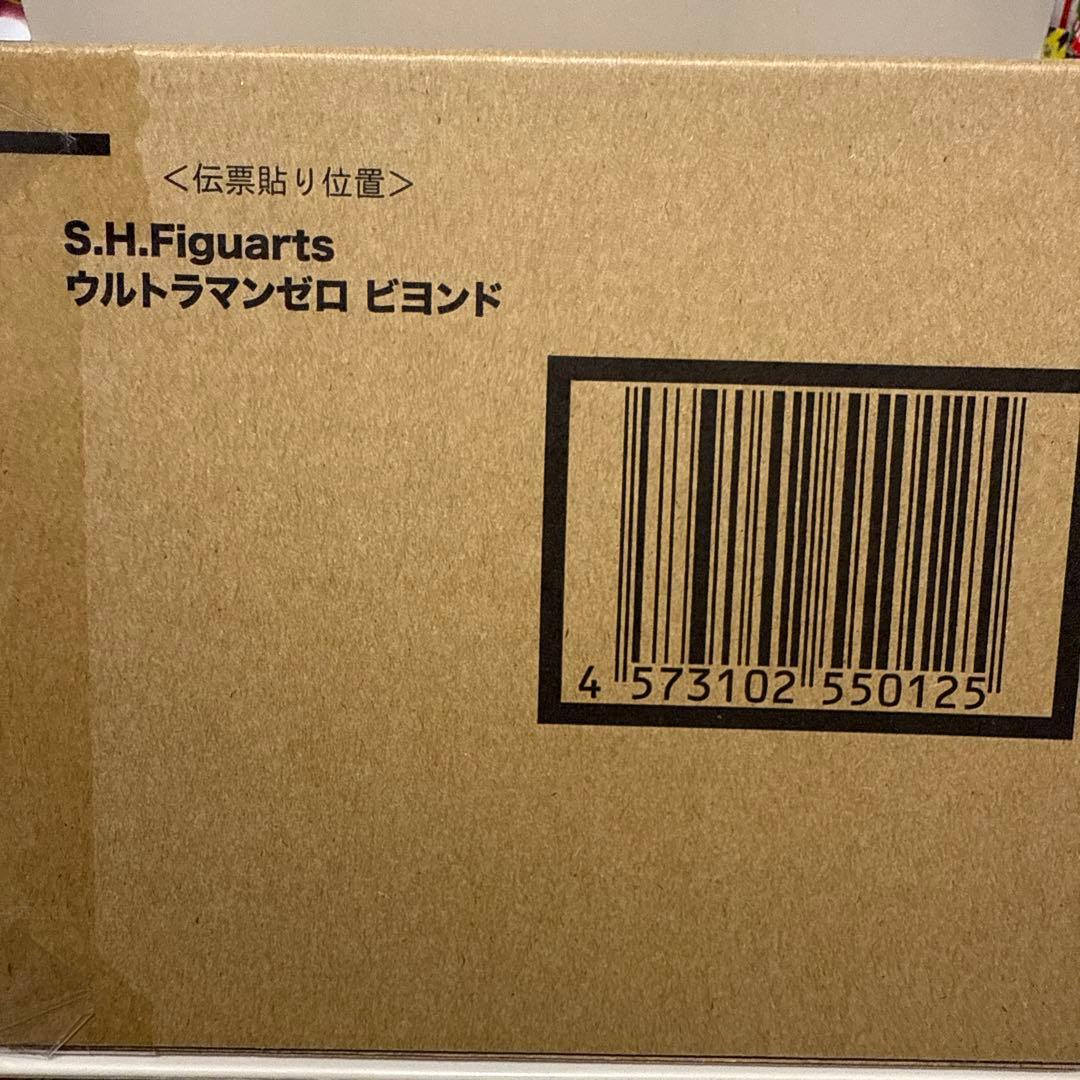 <伝票貼り位置>
S.H.Figuarts
ウルトラマンゼロ ビヨンド
4 573102 550125